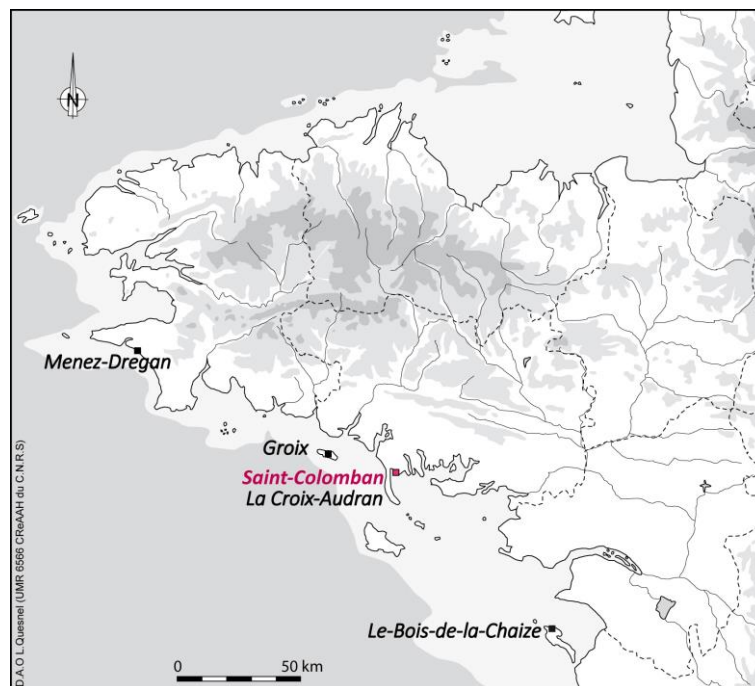 N
Menez-Dregan
Groix
Saint-Colomban
La Croix-Audran
Le-Bois-de-la-Chaize
0 50 km
D.A.O L.Quesnel (UMR 6566 CReAAH du C.N.R.S)